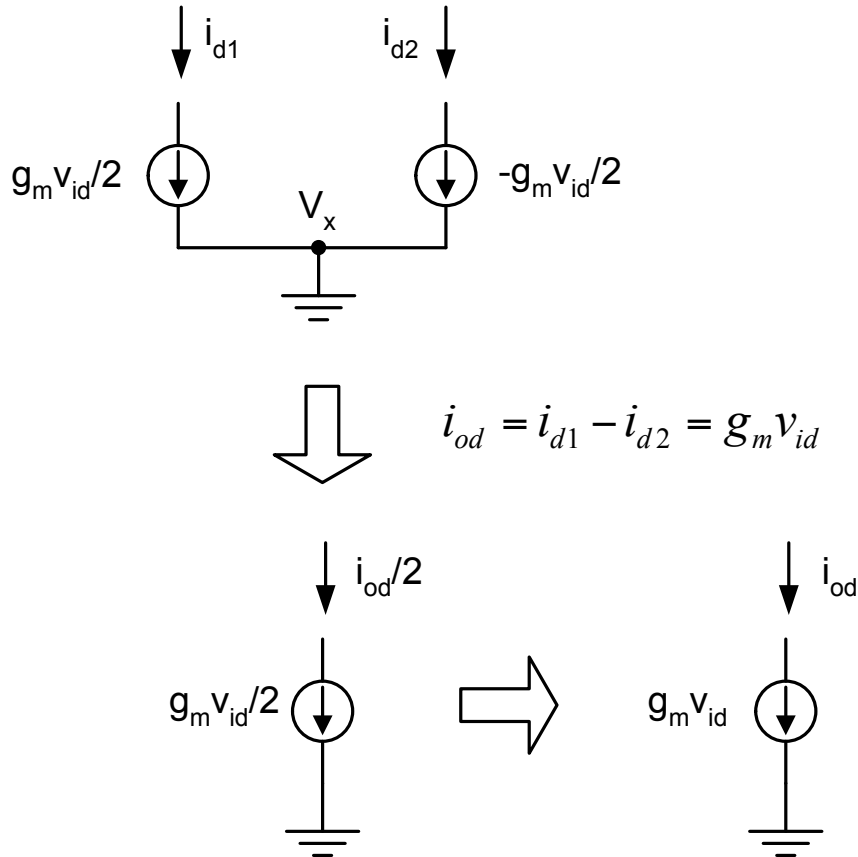 i_d1 i_d2
g_m v_id/2 -g_m v_id/2
V_x
i_od = i_d1 − i_d2 = g_m v_id
i_od/2 i_od
g_m v_id/2 g_m v_id